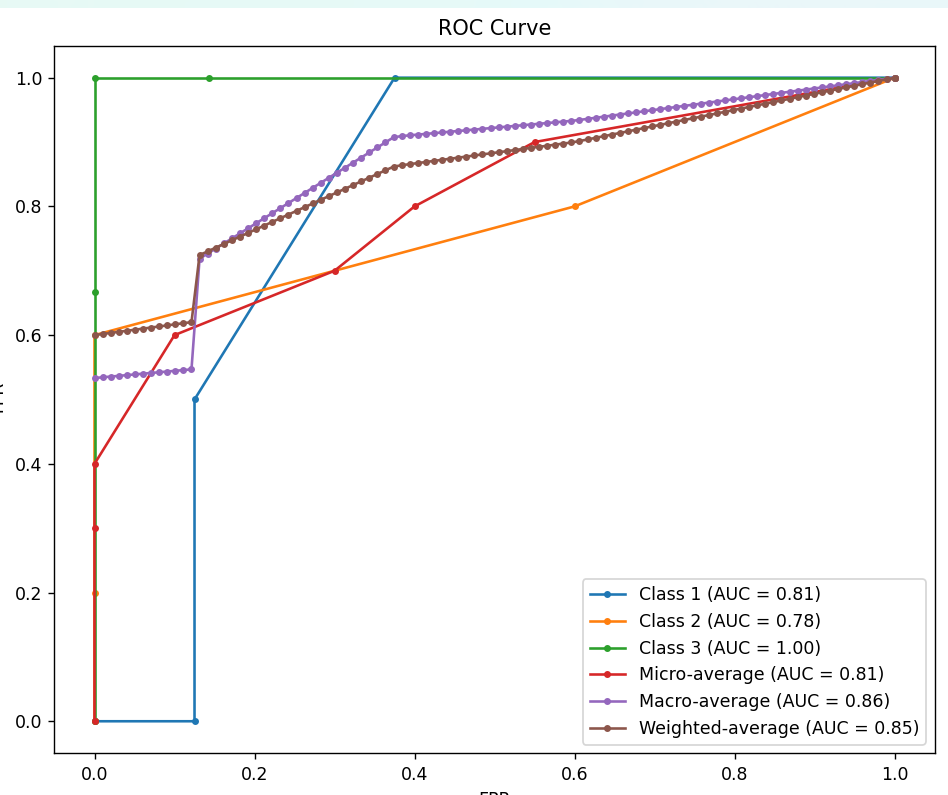 ROC Curve
1.0
0.8
0.6
0.4
0.2
0.0
0.0 0.2 0.4 0.6 0.8 1.0
Class 1 (AUC = 0.81)
Class 2 (AUC = 0.78)
Class 3 (AUC = 1.00)
Micro-average (AUC = 0.81)
Macro-average (AUC = 0.86)
Weighted-average (AUC = 0.85)